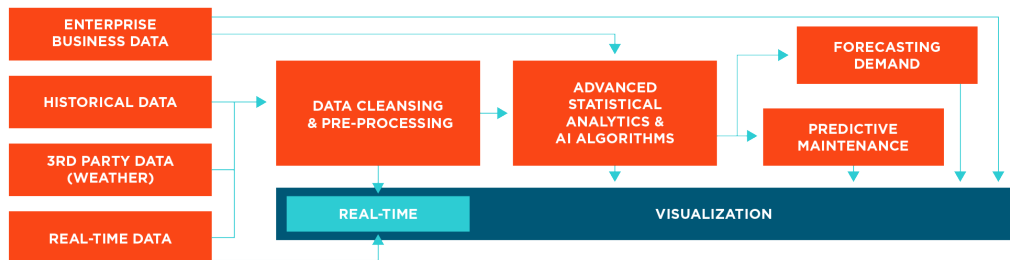 ENTERPRISE
BUSINESS DATA
HISTORICAL DATA
3RD PARTY DATA
(WEATHER)
REAL-TIME DATA
DATA CLEANSING
& PRE-PROCESSING
ADVANCED
STATISTICAL
ANALYTICS &
AI ALGORITHMS
FORECASTING
DEMAND
PREDICTIVE
MAINTENANCE
REAL-TIME
VISUALIZATION